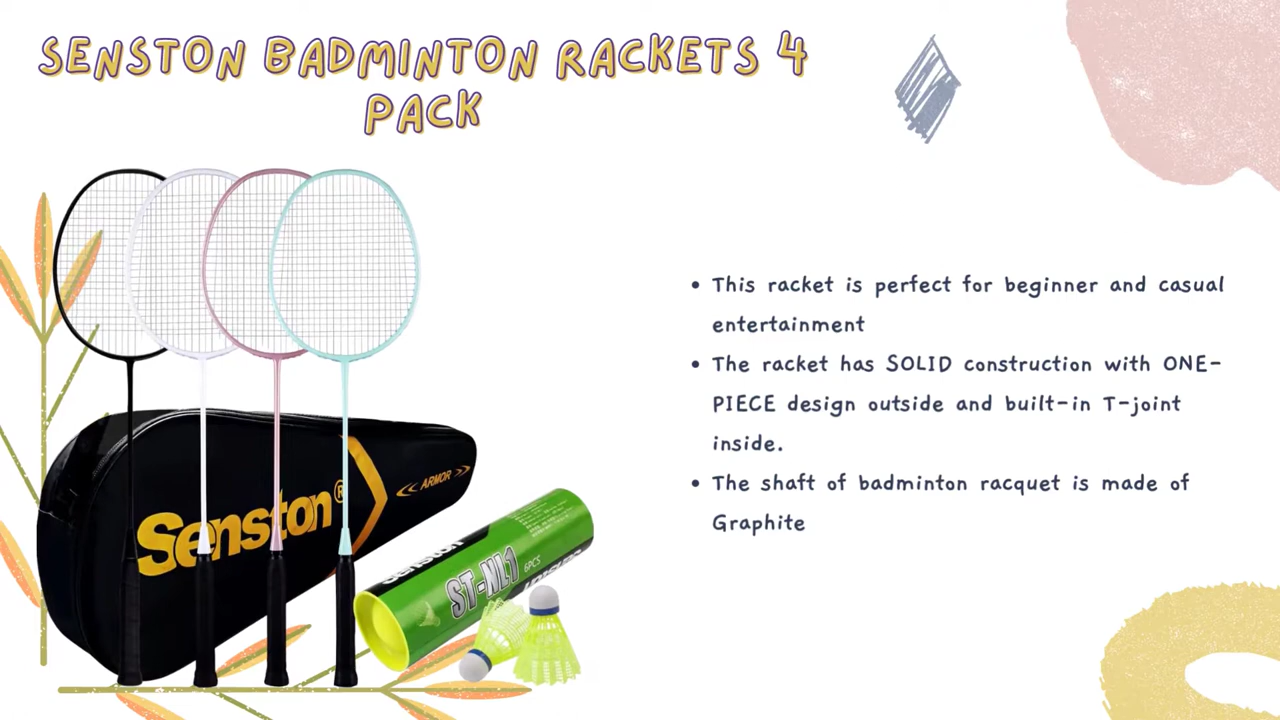 SENSTON BADMINTON RACKETS 4
PACK
• This racket is perfect for beginner and casual
entertainment
• The racket has SOLID construction with ONE-
PIECE design outside and built-in T-joint
inside.
• The shaft of badminton racquet is made of
Graphite
Senston®
ARMOR
Senston
ST-NL1
6PCS